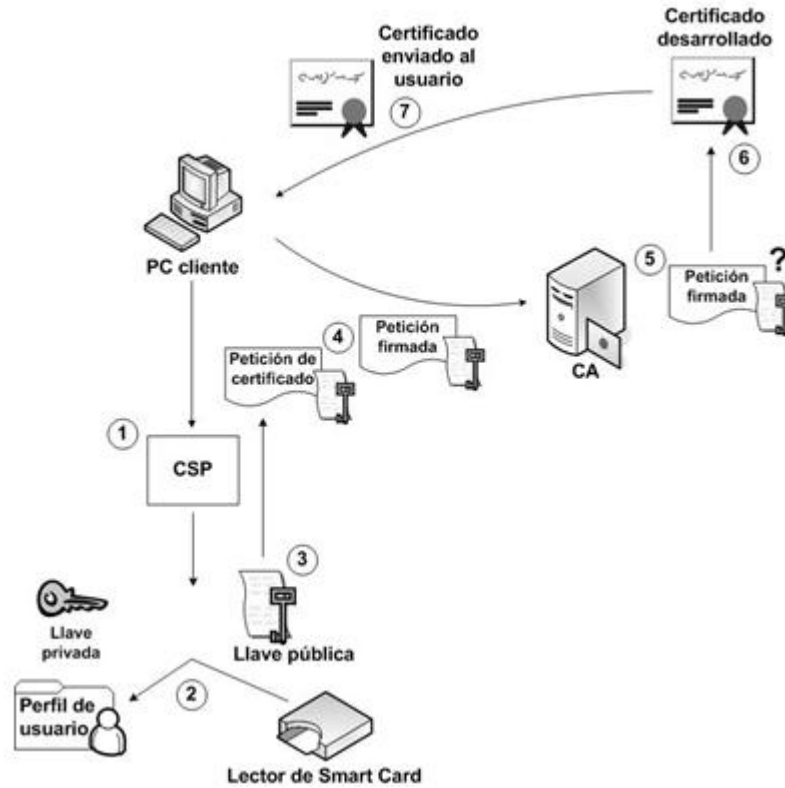 Certificado
enviado al
usuario
7
Certificado
desarrollado
6
PC cliente
5
Petición
firmada
?
CA
4
Petición de
certificado
Petición
firmada
1
CSP
3
Llave
privada
Llave pública
2
Perfil de
usuario
Lector de Smart Card